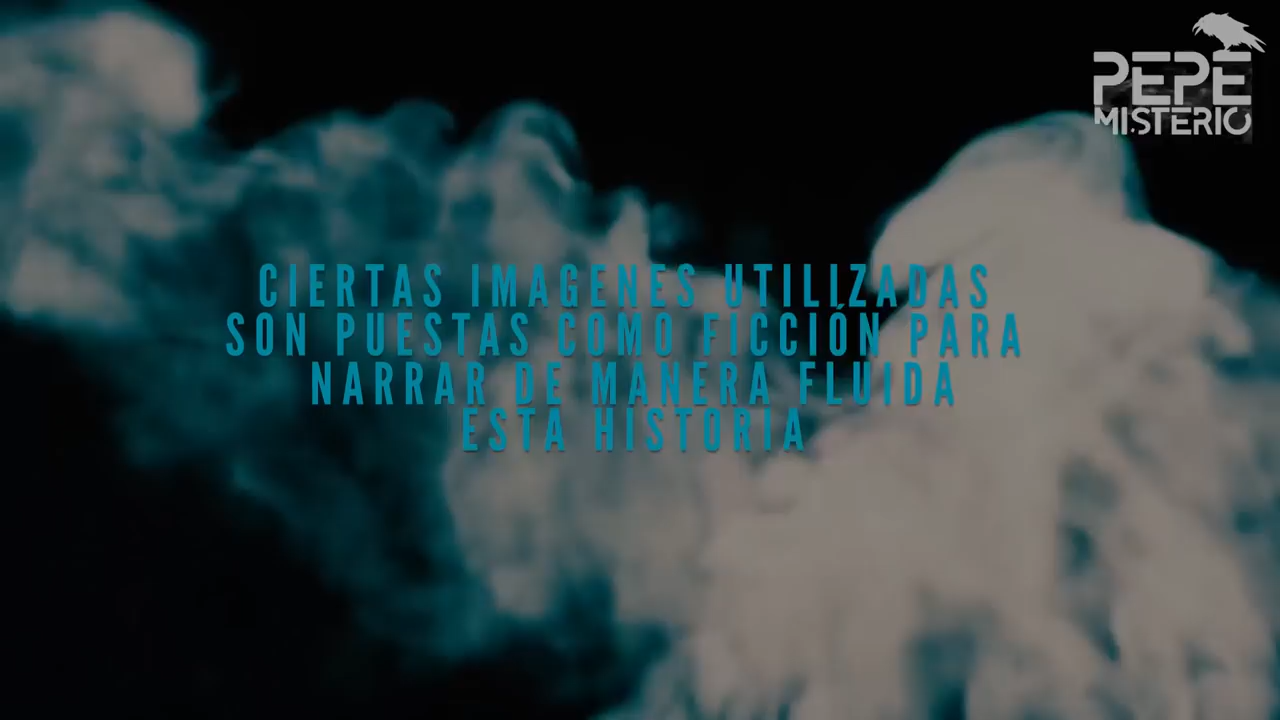 PEPE
MISTERIO
CIERTAS IMAGENES UTILIZADAS
SON PUESTAS COMO FICCIÓN PARA
NARRAR DE MANERA FLUIDA
ESTA HISTORIA